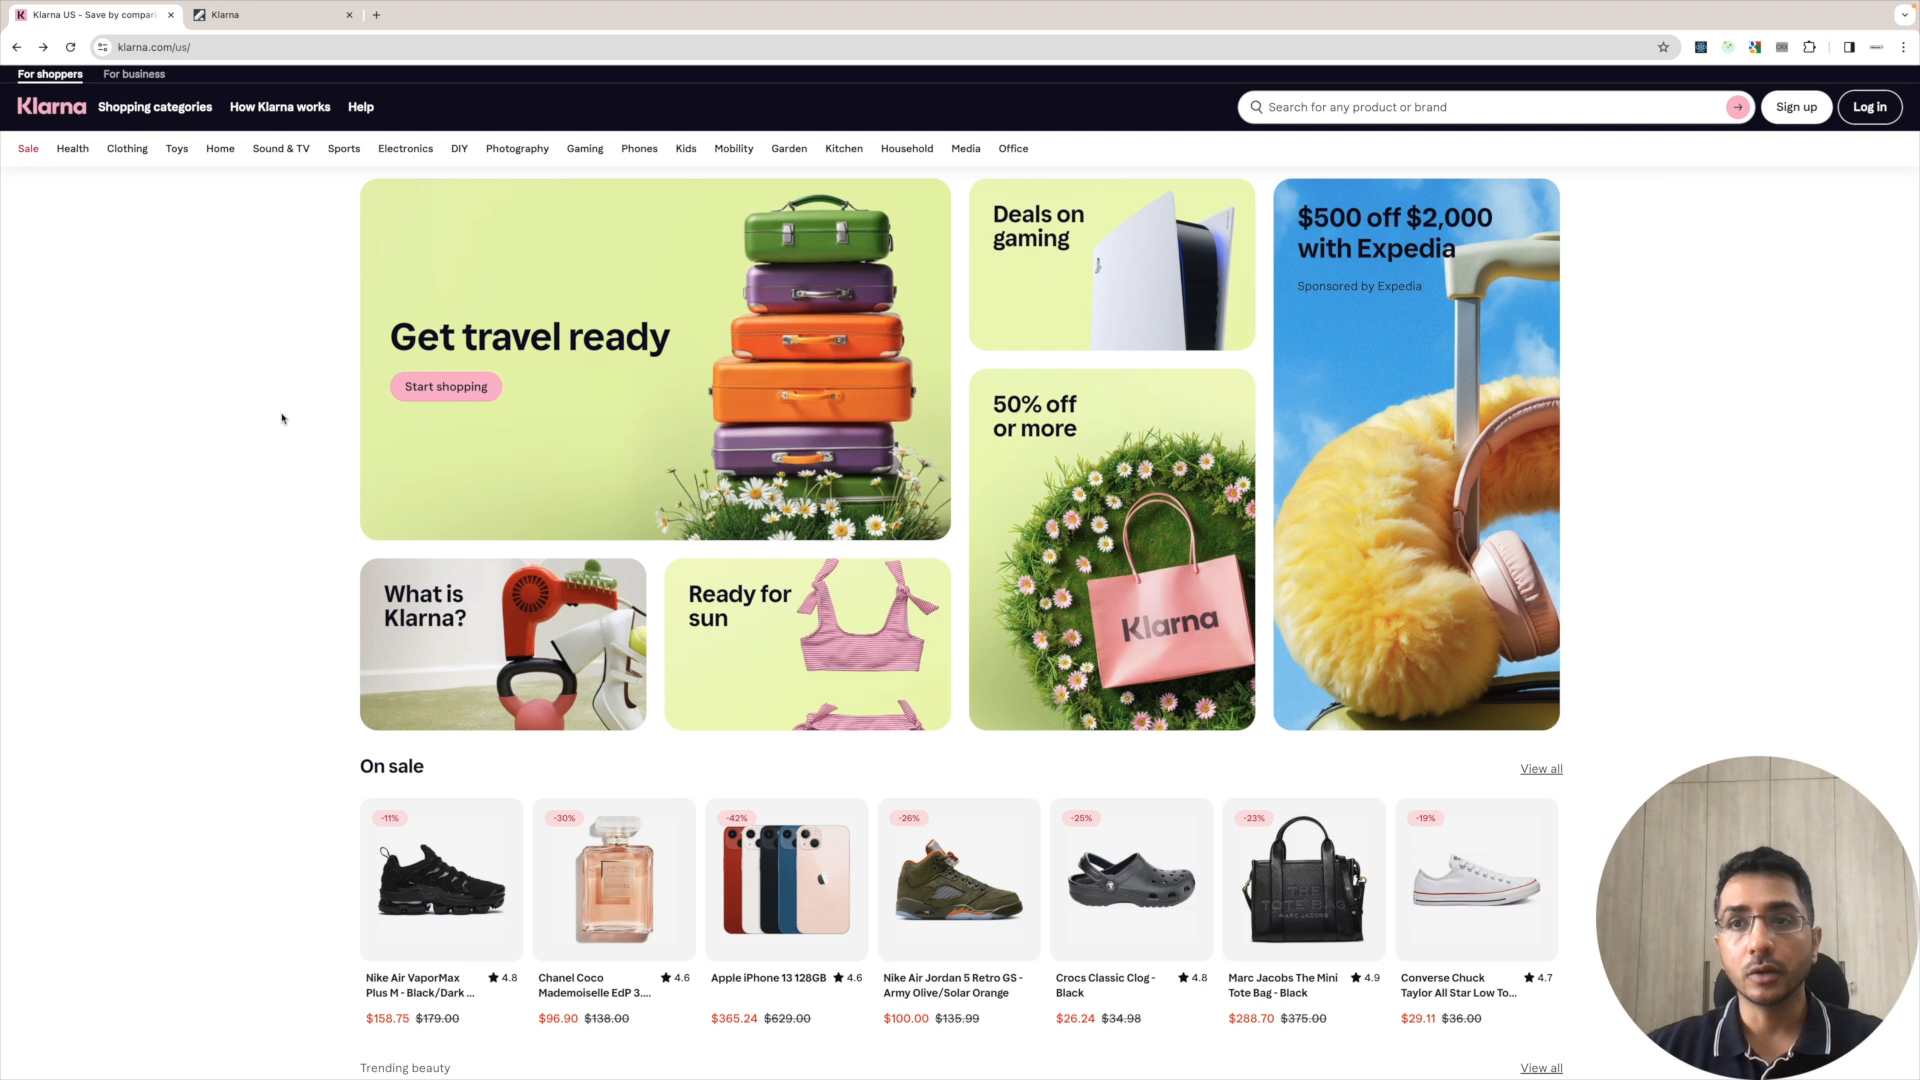 Klarna US - Save by compari
Klarna
klarna.com/us/
For shoppers
For business
Klarna
Shopping categories
How Klarna works
Help
Search for any product or brand
Sign up
Log in
Sale
Health
Clothing
Toys
Home
Sound & TV
Sports
Electronics
DIY
Photography
Gaming
Phones
Kids
Mobility
Garden
Kitchen
Household
Media
Office
Get travel ready
Start shopping
Deals on
gaming
50% off
or more
Klarna
$500 off $2,000
with Expedia
Sponsored by Expedia
What is
Klarna?
Ready for
sun
On sale
View all
-11%
Nike Air VaporMax
Plus M - Black/Dark ...
4.8
$158.75 $179.00
-30%
COCO
CHANEL
Chanel Coco
Mademoiselle EdP 3....
4.6
$96.90 $138.00
-42%
Apple iPhone 13 128GB
4.6
$365.24 $629.00
-26%
Nike Air Jordan 5 Retro GS -
Army Olive/Solar Orange
$100.00 $135.99
-25%
Crocs Classic Clog -
Black
4.8
$26.24 $34.98
-23%
THE
TOTE BAG
MARC JACOBS
Marc Jacobs The Mini
Tote Bag - Black
4.9
$288.70 $375.00
-19%
Converse Chuck
Taylor All Star Low To...
4.7
$29.11 $36.00
Trending beauty
View all